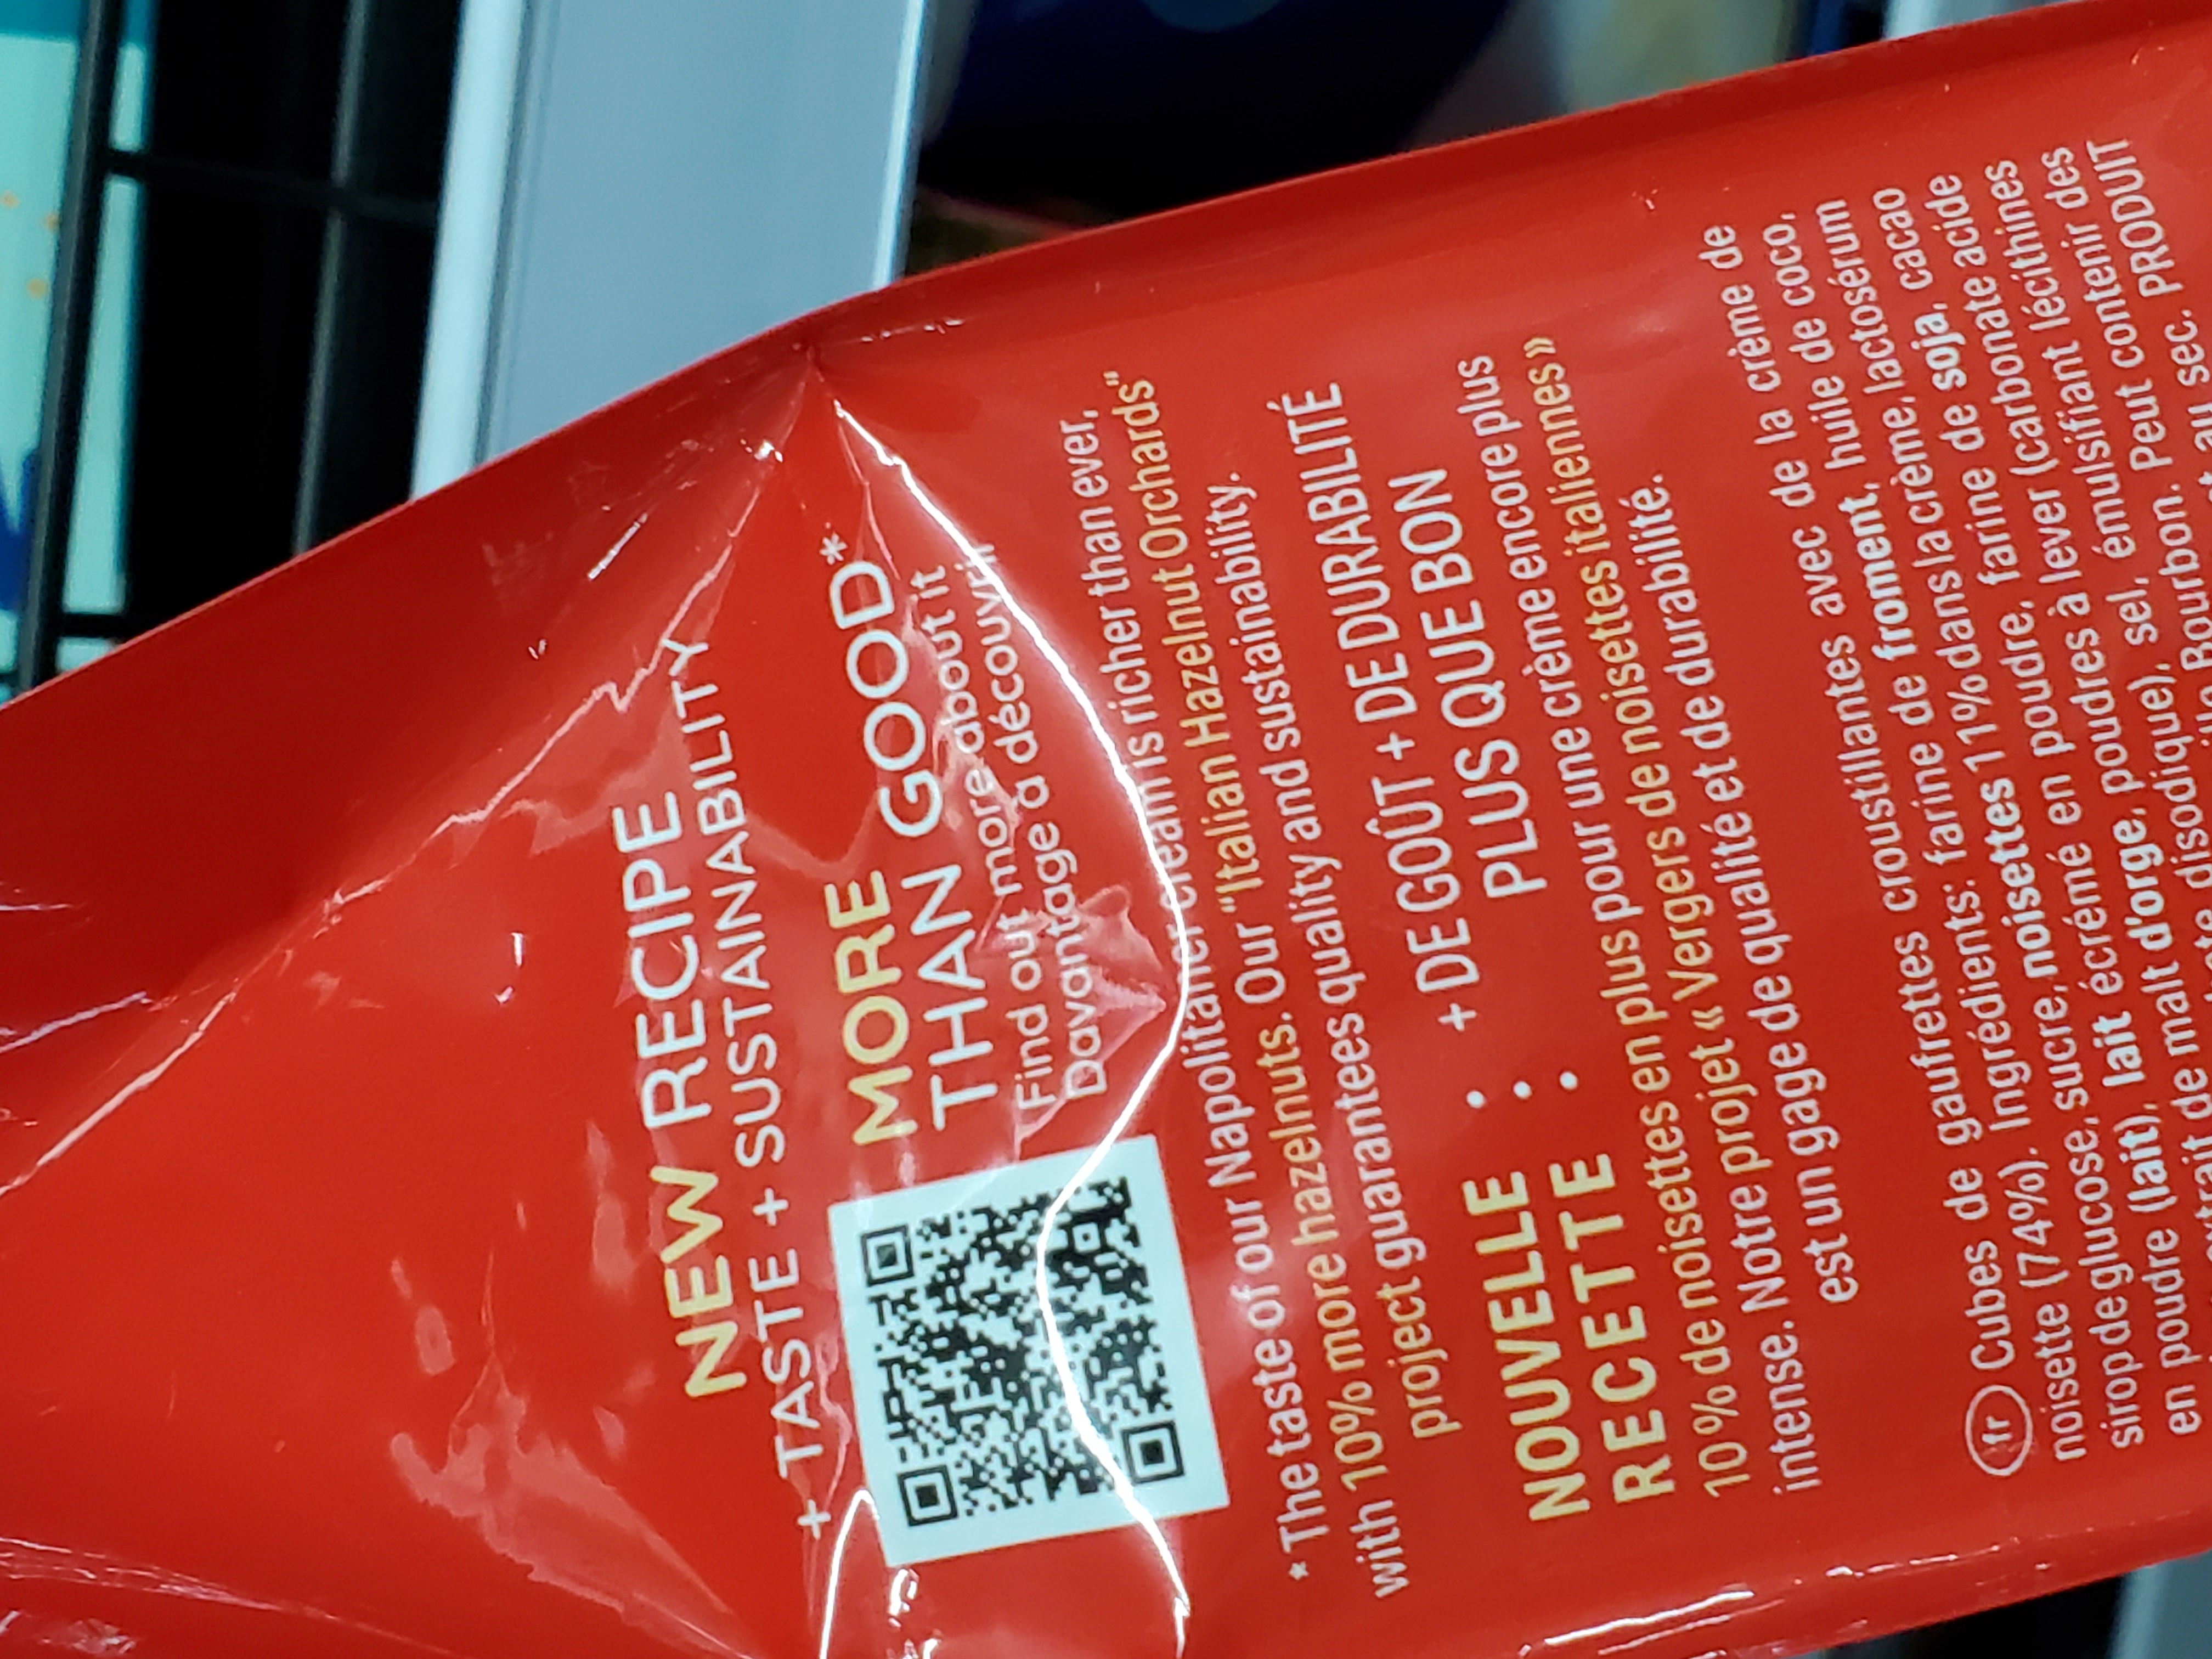 NEW RECIPE
+ TASTE + SUSTAINABILITY
MORE
THAN GOOD*
Find out more about it
Davantage à découvrir
* The taste of our Napolitaner cream is richer than ever,
with 10% more hazelnuts. Our "Italian Hazelnut Orchards"
project guarantees quality and sustainability.
NOUVELLE
RECETTE
+ DE GOÛT + DE DURABILITÉ
PLUS QUE BON
10 % de noisettes en plus pour une crème encore plus
intense. Notre projet « Vergers de noisettes italiennes »
est un gage de qualité et de durabilité.
fr Cubes de gaufrettes croustillantes avec de la crème de
noisette (74%). Ingrédients: farine de froment, huile de coco,
sirop de glucose, sucre, noisettes 11% dans la crème, lactosérum
en poudre (lait), lait écrémé en poudre, farine de soja, cacao
de malt d'orge, poudres à lever (carbonate acide
disodique), sel, émulsifiant lécithines
Bourbon. Peut contenir des
au sec. PRODUIT